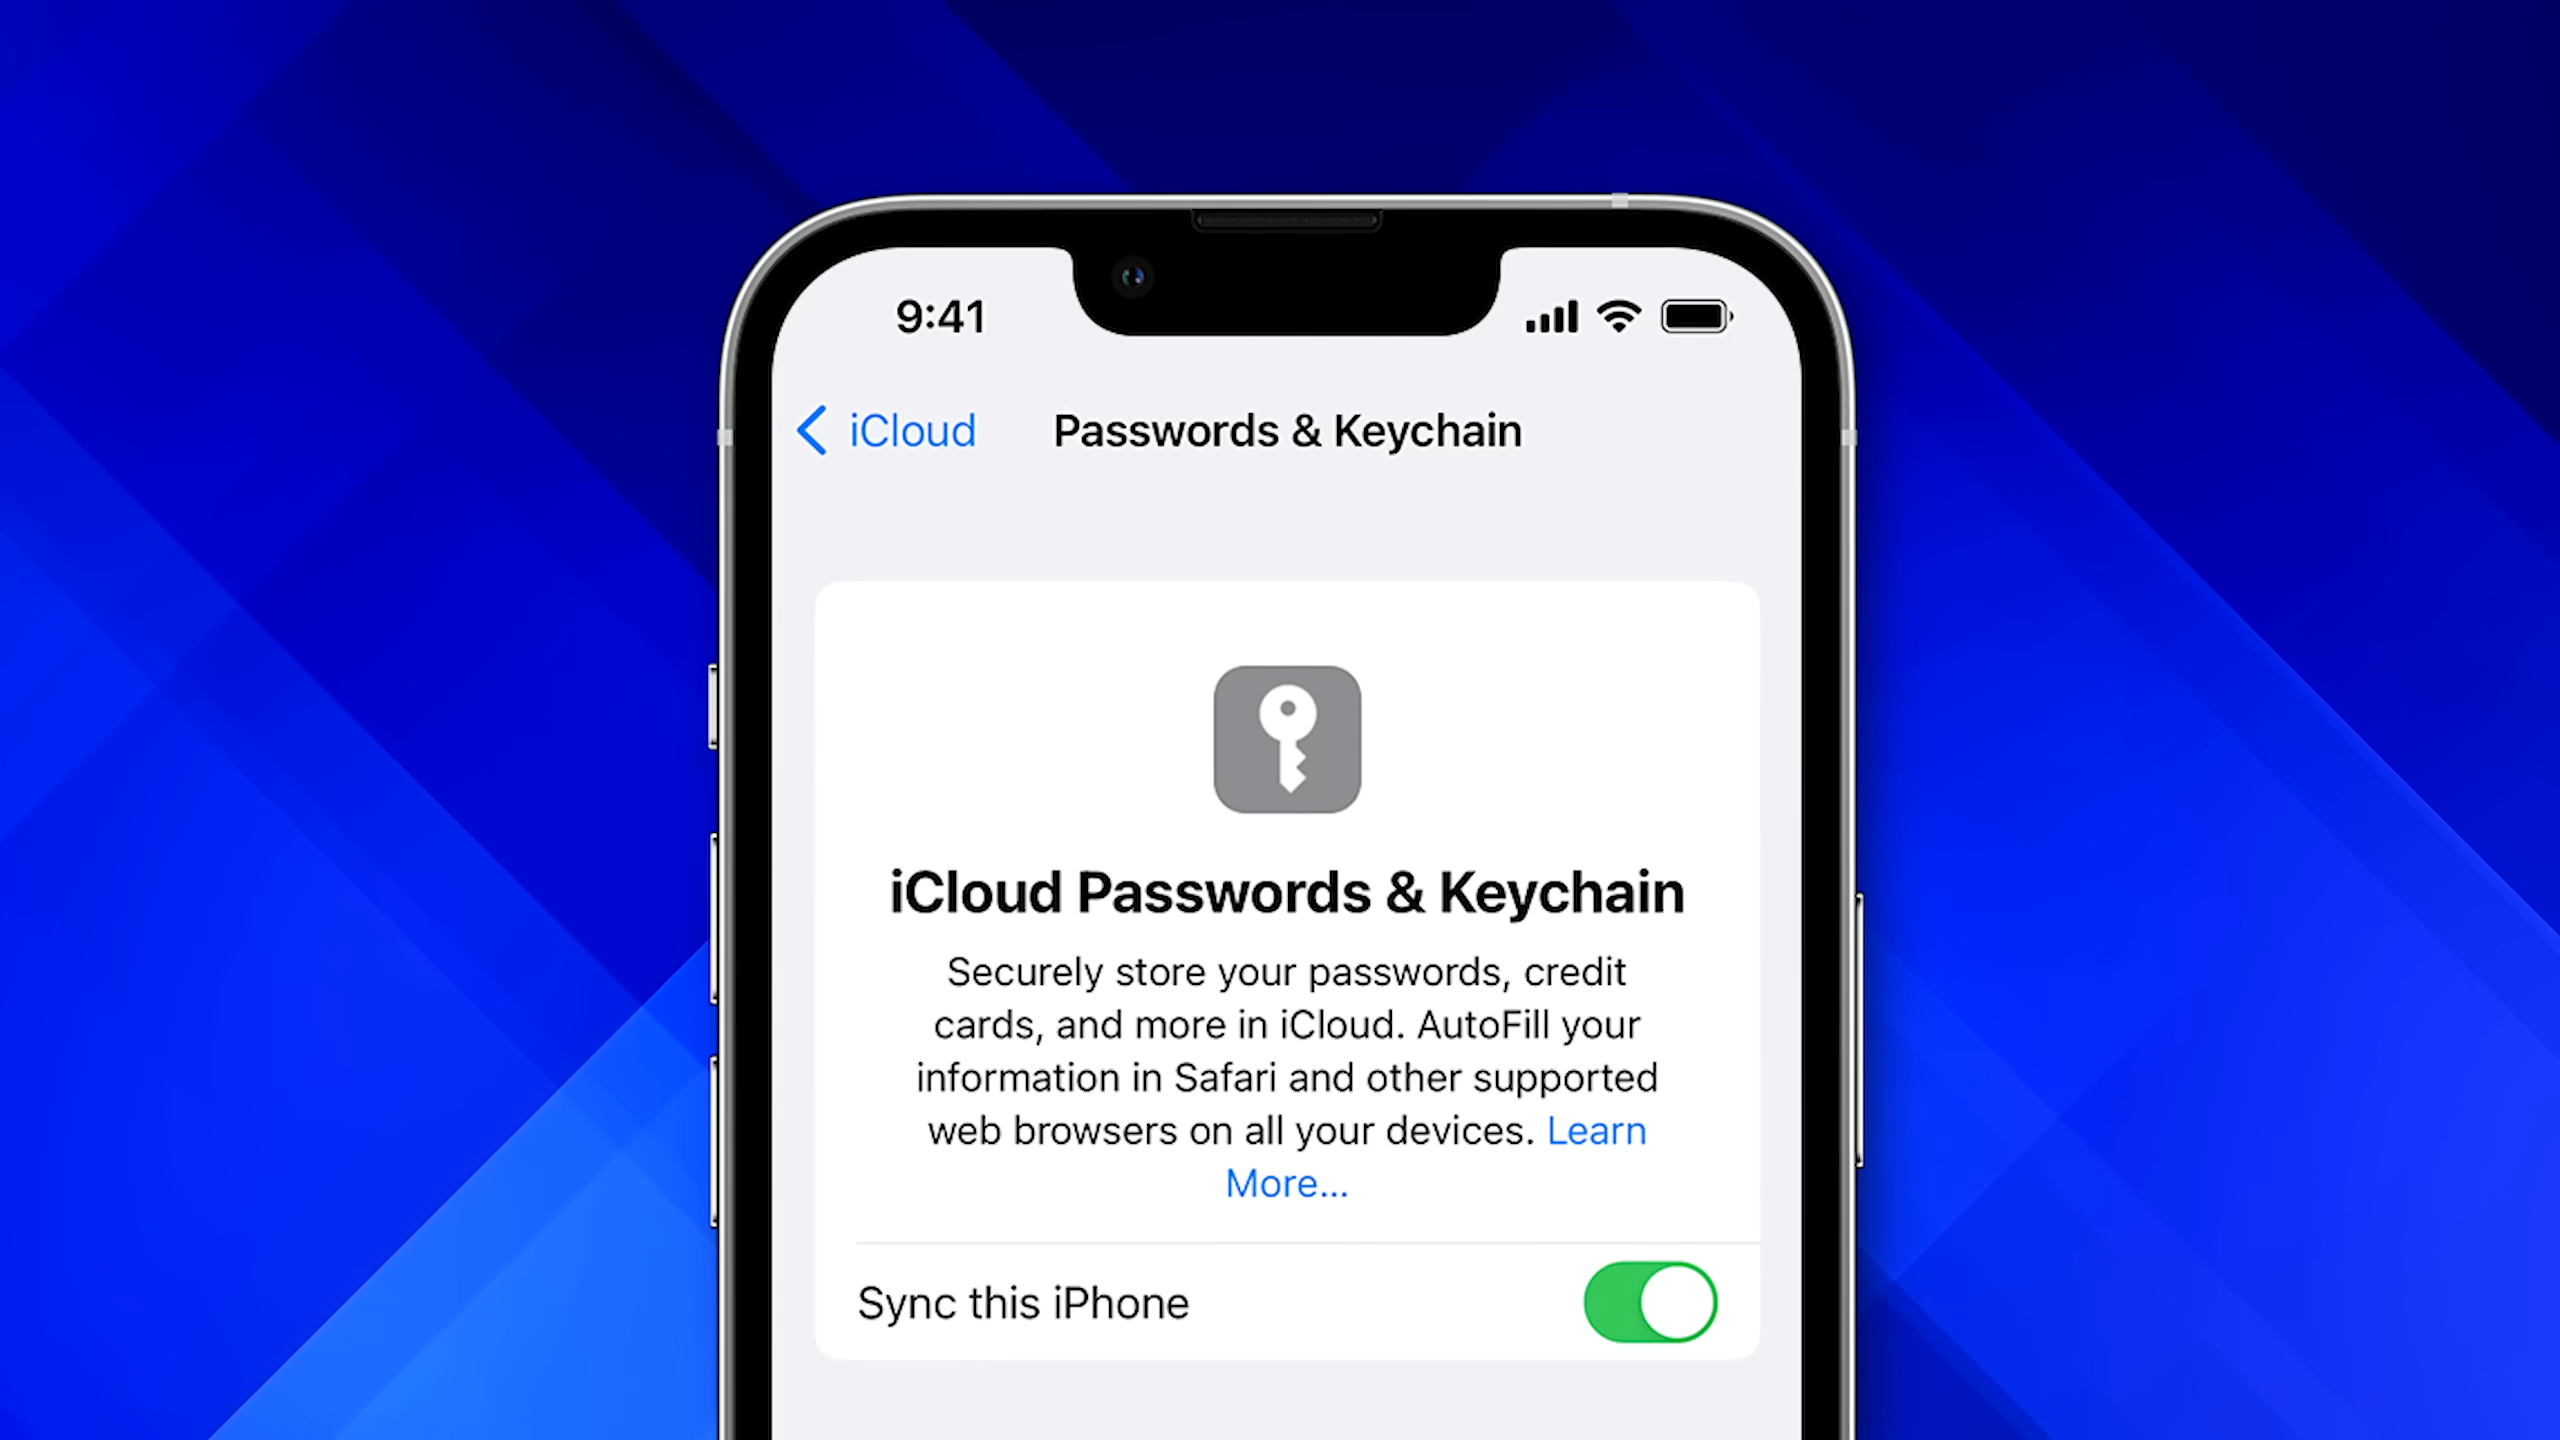 9:41
iCloud Passwords & Keychain
iCloud Passwords & Keychain
Securely store your passwords, credit
cards, and more in iCloud. AutoFill your
information in Safari and other supported
web browsers on all your devices. Learn
More...
Sync this iPhone